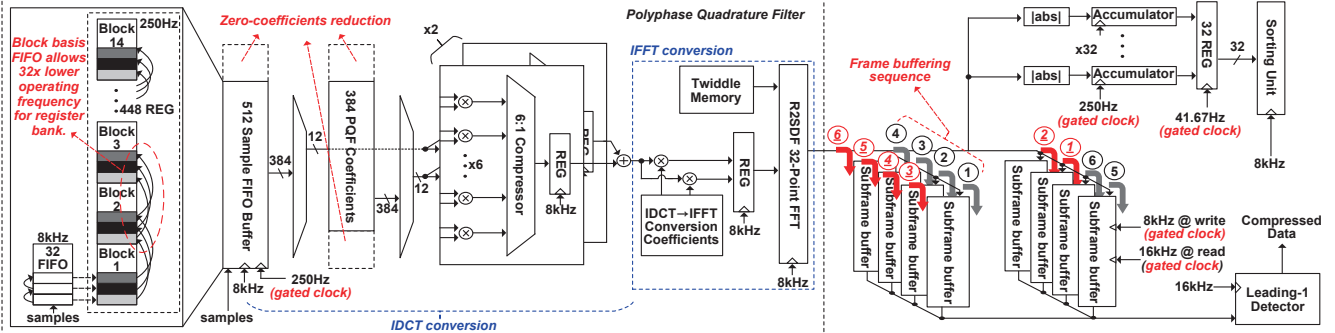 Block
14
250Hz
Block basis
FIFO allows
32x lower
operating
frequency
for register
bank.
448 REG
Block
3
Block
2
Block
1
8kHz
32
FIFO
samples
Zero-coefficients reduction
512 Sample FIFO Buffer
384
samples
8kHz
250Hz
(gated clock)
12
384 PQF Coefficients
384
12
x2
x6
6:1 Compressor
REG
8kHz
REG
IDCT conversion
Polyphase Quadrature Filter
IFFT conversion
Twiddle
Memory
IDCT→IFFT
Conversion
Coefficients
REG
8kHz
R2SDF 32-Point FFT
8kHz
Frame buffering
sequence
6
5
4
3
4
3
2
1
Subframe buffer
Subframe buffer
Subframe buffer
Subframe buffer
2
1
6
5
Subframe buffer
Subframe buffer
Subframe buffer
Subframe buffer
|abs|
Accumulator
x32
|abs|
Accumulator
250Hz
(gated clock)
32 REG
41.67Hz
(gated clock)
32
Sorting Unit
8kHz
8kHz @ write
(gated clock)
16kHz @ read
(gated clock)
Compressed
Data
16kHz
Leading-1
Detector